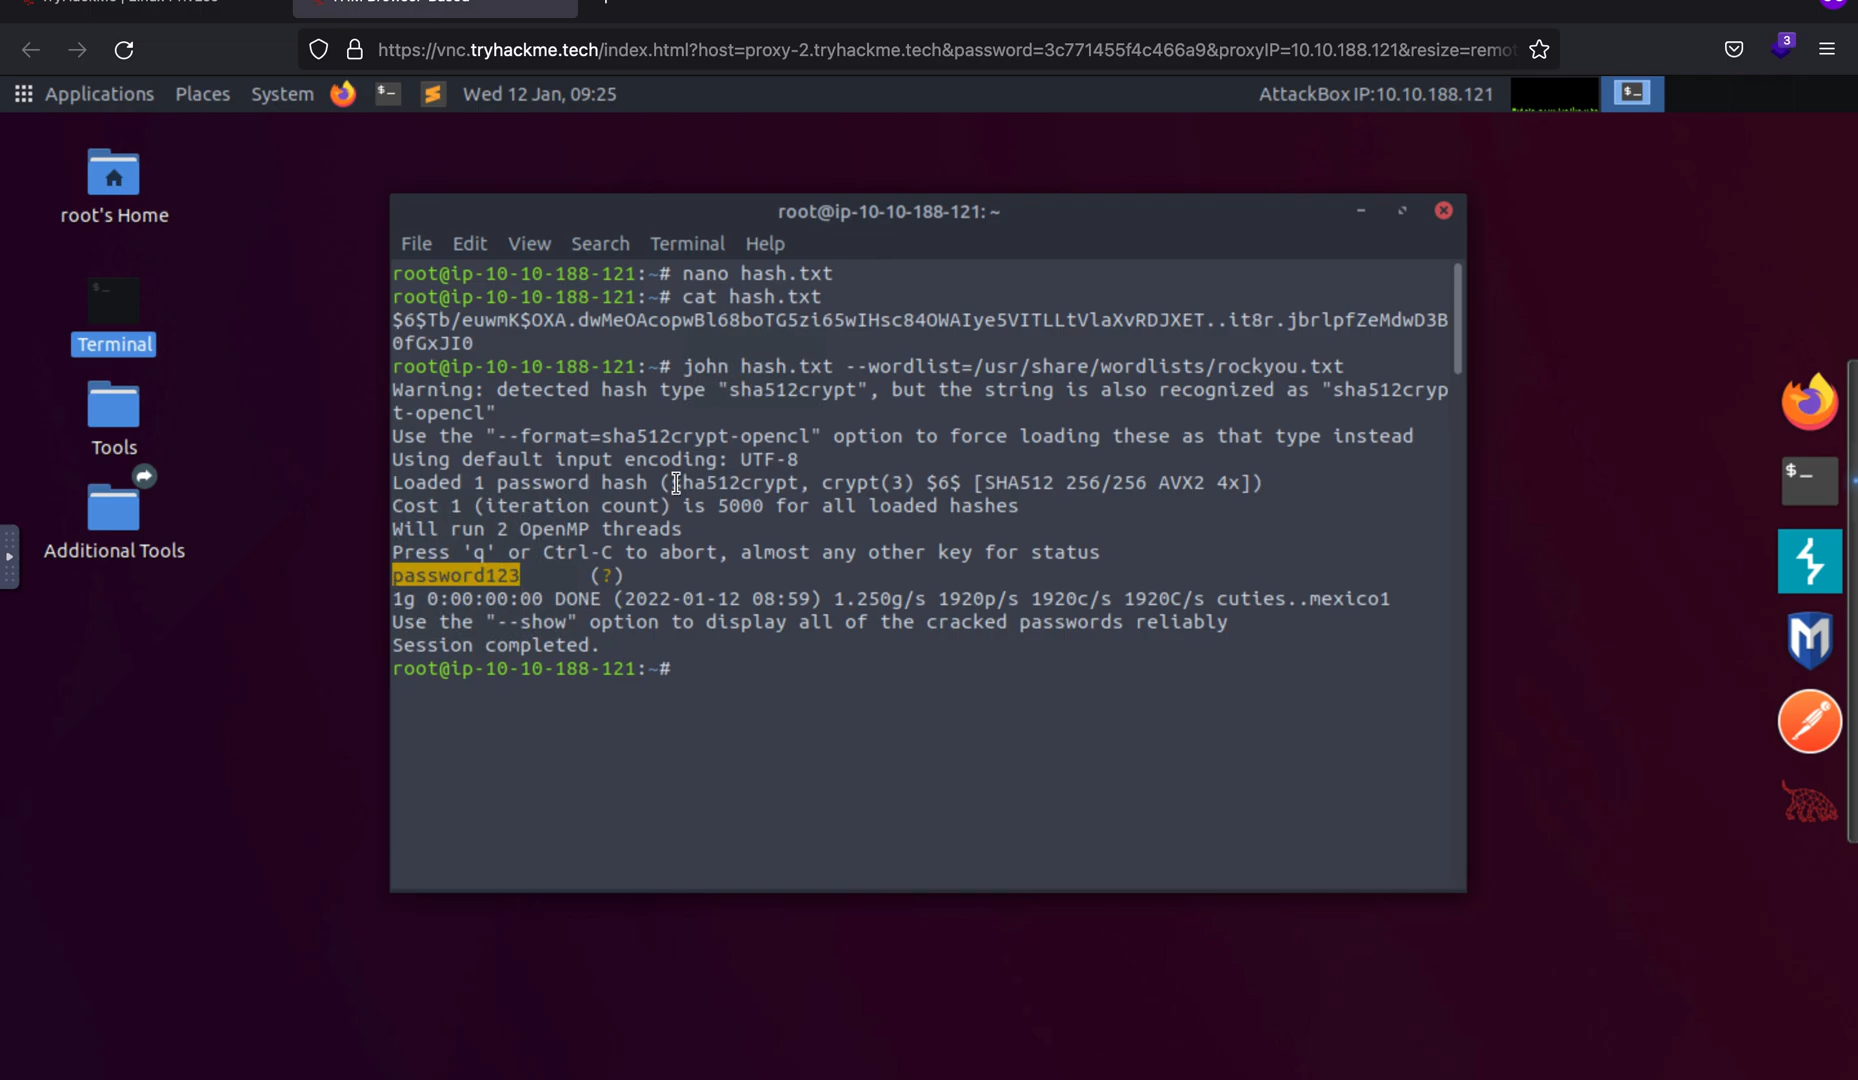 https://vnc.tryhackme.tech/index.html?host=proxy-2.tryhackme.tech&password=3c771455f4c466a9&proxyIP=10.10.188.121&resize=remot
3
Applications Places System Wed 12 Jan, 09:25 AttackBox IP:10.10.188.121
root's Home
Terminal
Tools
Additional Tools
root@ip-10-10-188-121: ~
File Edit View Search Terminal Help
root@ip-10-10-188-121:~# nano hash.txt
root@ip-10-10-188-121:~# cat hash.txt
$6$Tb/euwmK$OXA.dwMeOAcopwBl68boTG5zi65wIHsc84OWAIye5VITLLtVlaXvRDJXET..it8r.jbrlpfZeMdwD3B
0fGxJI0
root@ip-10-10-188-121:~# john hash.txt --wordlist=/usr/share/wordlists/rockyou.txt
Warning: detected hash type "sha512crypt", but the string is also recognized as "sha512cryp
t-opencl"
Use the "--format=sha512crypt-opencl" option to force loading these as that type instead
Using default input encoding: UTF-8
Loaded 1 password hash (sha512crypt, crypt(3) $6$ [SHA512 256/256 AVX2 4x])
Cost 1 (iteration count) is 5000 for all loaded hashes
Will run 2 OpenMP threads
Press 'q' or Ctrl-C to abort, almost any other key for status
password123 (?)
1g 0:00:00:00 DONE (2022-01-12 08:59) 1.250g/s 1920p/s 1920c/s 1920C/s cuties..mexico1
Use the "--show" option to display all of the cracked passwords reliably
Session completed.
root@ip-10-10-188-121:~#